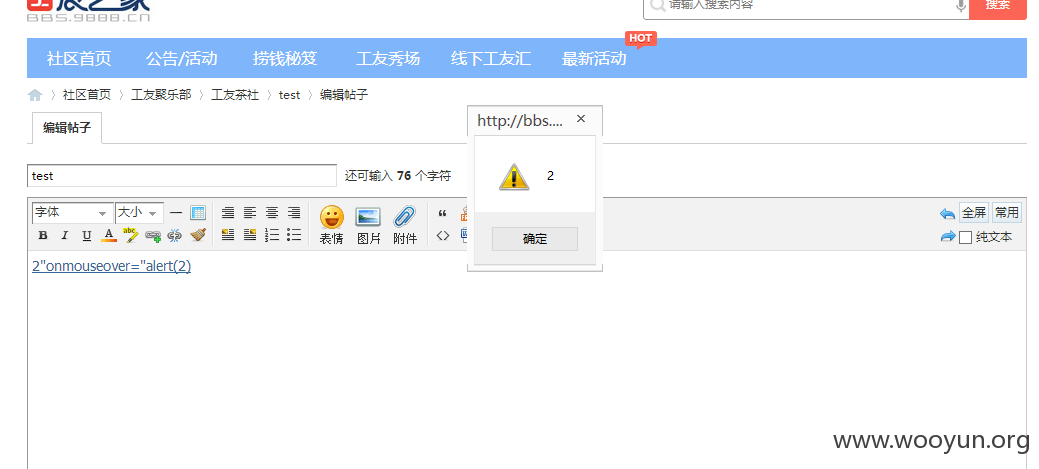 BBS.9888.CN
请输入搜索内容
搜索
社区首页 公告/活动 捞钱秘笈 工友秀场 线下工友汇 最新活动 HOT
社区首页 工友聚乐部 工友茶社 test 编辑帖子
编辑帖子
http://bbs....
test
还可输入 76 个字符
2
确定
字体 大小
全屏 常用
B I U A
表情 图片 附件
纯文本
2"onmouseover="alert(2)
www.wooyun.org